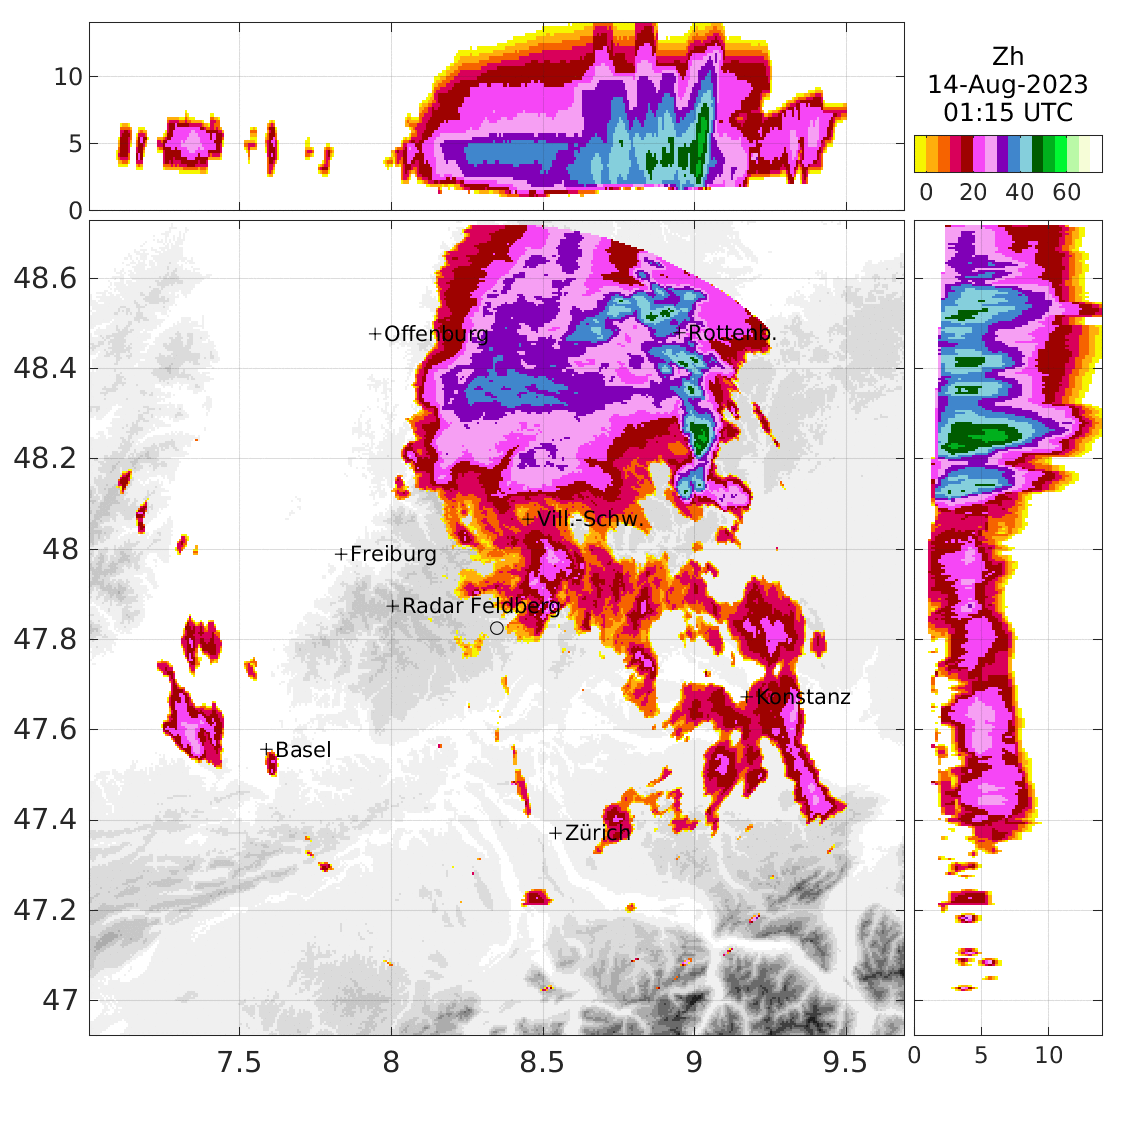 Zh
14-Aug-2023
01:15 UTC
0 20 40 60
10
5
0
48.6
48.4
48.2
48
47.8
47.6
47.4
47.2
47
+Offenburg
+Rottenb.
+Vill.-Schw.
+Freiburg
+Radar Feldberg
+Konstanz
+Basel
+Zürich
7.5 8 8.5 9 9.5
0 5 10